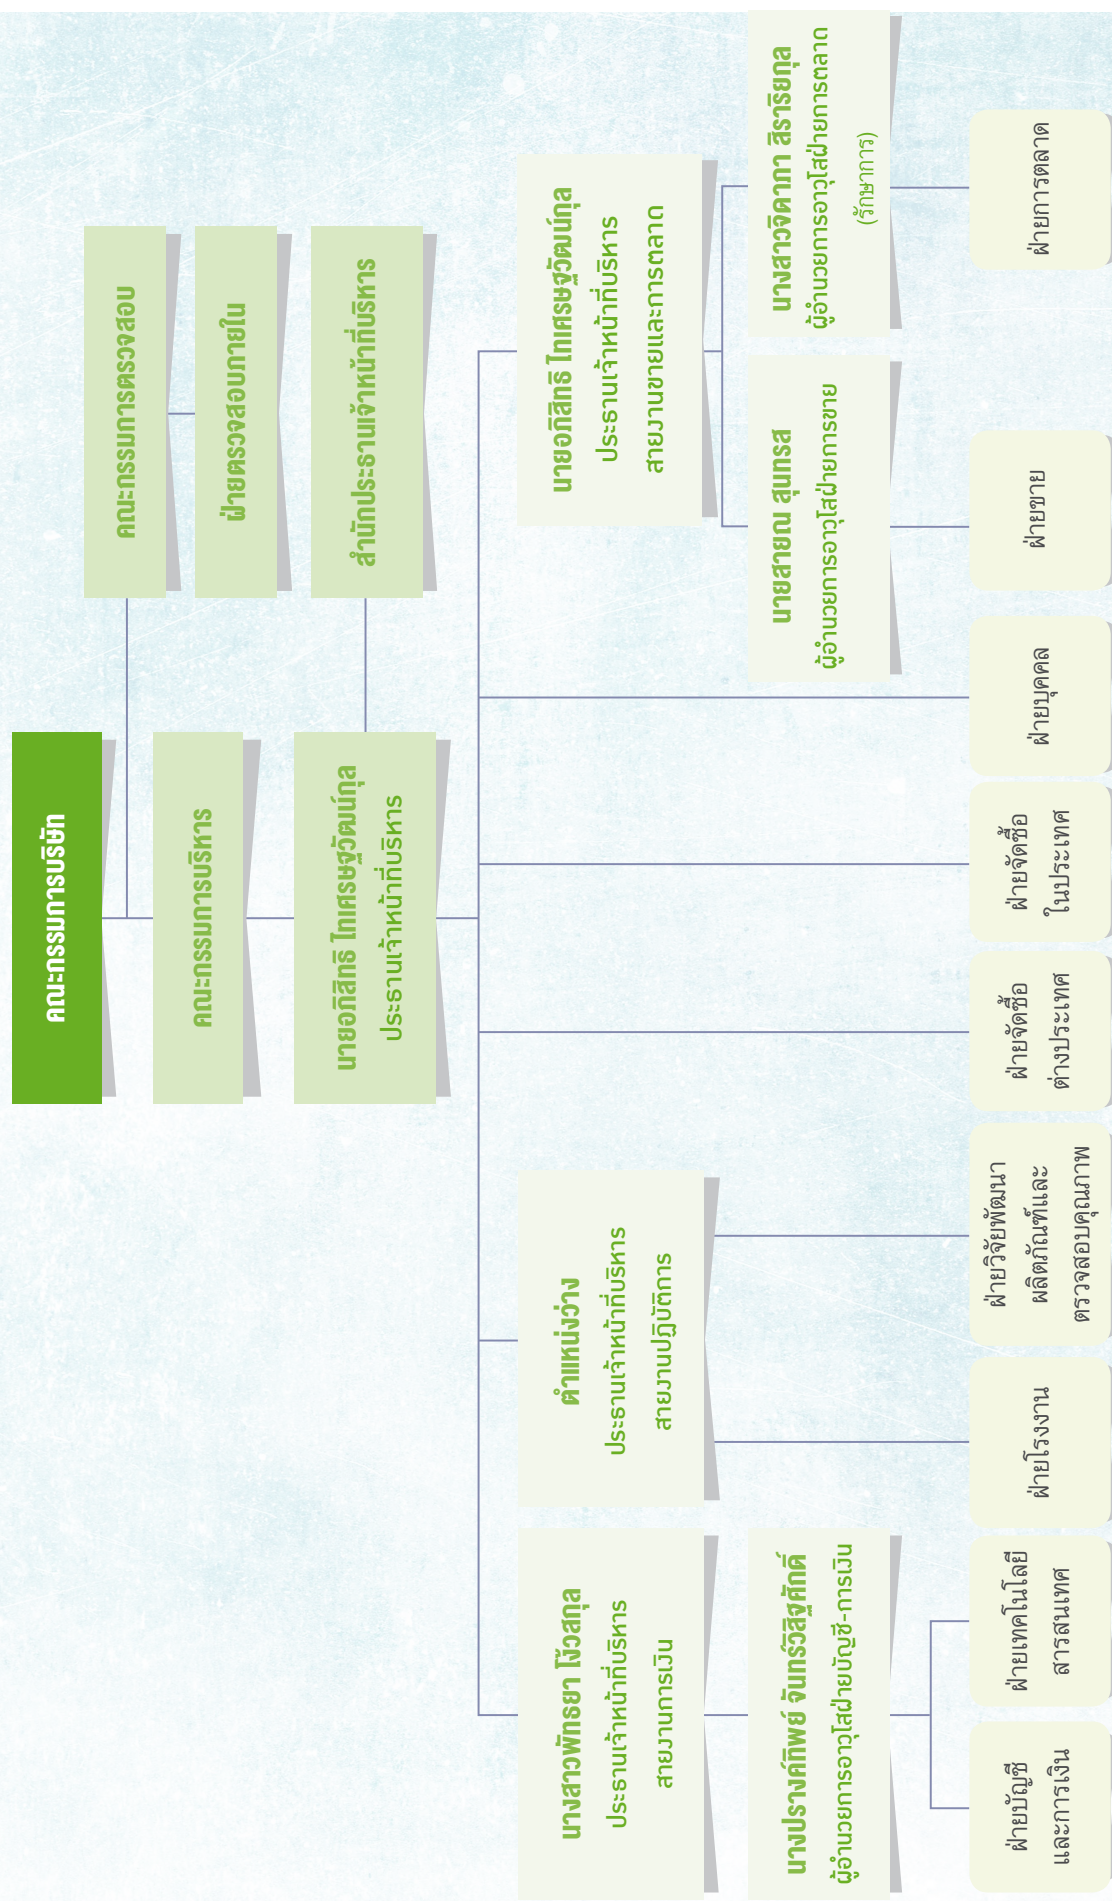 คณะกรรมการบริษัท
คณะกรรมการตรวจสอบ
ฝ่ายตรวจสอบภายใน
คณะกรรมการบริหาร
สำนักประธานเจ้าหน้าที่บริหาร
นายอภิสิทธิ โทเศรษฐวัฒน์กุล
ประธานเจ้าหน้าที่บริหาร
นางสาวพัทธยา โง้วสกุล
ประธานเจ้าหน้าที่บริหาร
สายงานการเงิน
ตำแหน่งว่าง
ประธานเจ้าหน้าที่บริหาร
สายงานปฏิบัติการ
นายอภิสิทธิ โทเศรษฐวัฒน์กุล
ประธานเจ้าหน้าที่บริหาร
สายงานขายและการตลาด
นางปรางค์ทิพย์ จันทร์วิสิฐศักดิ์
ผู้อำนวยการอาวุโสฝ่ายบัญชี-การเงิน
นายสายณ สุนทรส
ผู้อำนวยการอาวุโสฝ่ายการขาย
นางสาวจิดาภา สิราริยกุล
ผู้อำนวยการอาวุโสฝ่ายการตลาด
(รักษาการ)
ฝ่ายบัญชี
และการเงิน
ฝ่ายเทคโนโลยี
สารสนเทศ
ฝ่ายโรงงาน
ฝ่ายวิจัยพัฒนา
ผลิตภัณฑ์และ
ตรวจสอบคุณภาพ
ฝ่ายจัดซื้อ
ต่างประเทศ
ฝ่ายจัดซื้อ
ในประเทศ
ฝ่ายบุคคล
ฝ่ายขาย
ฝ่ายการตลาด